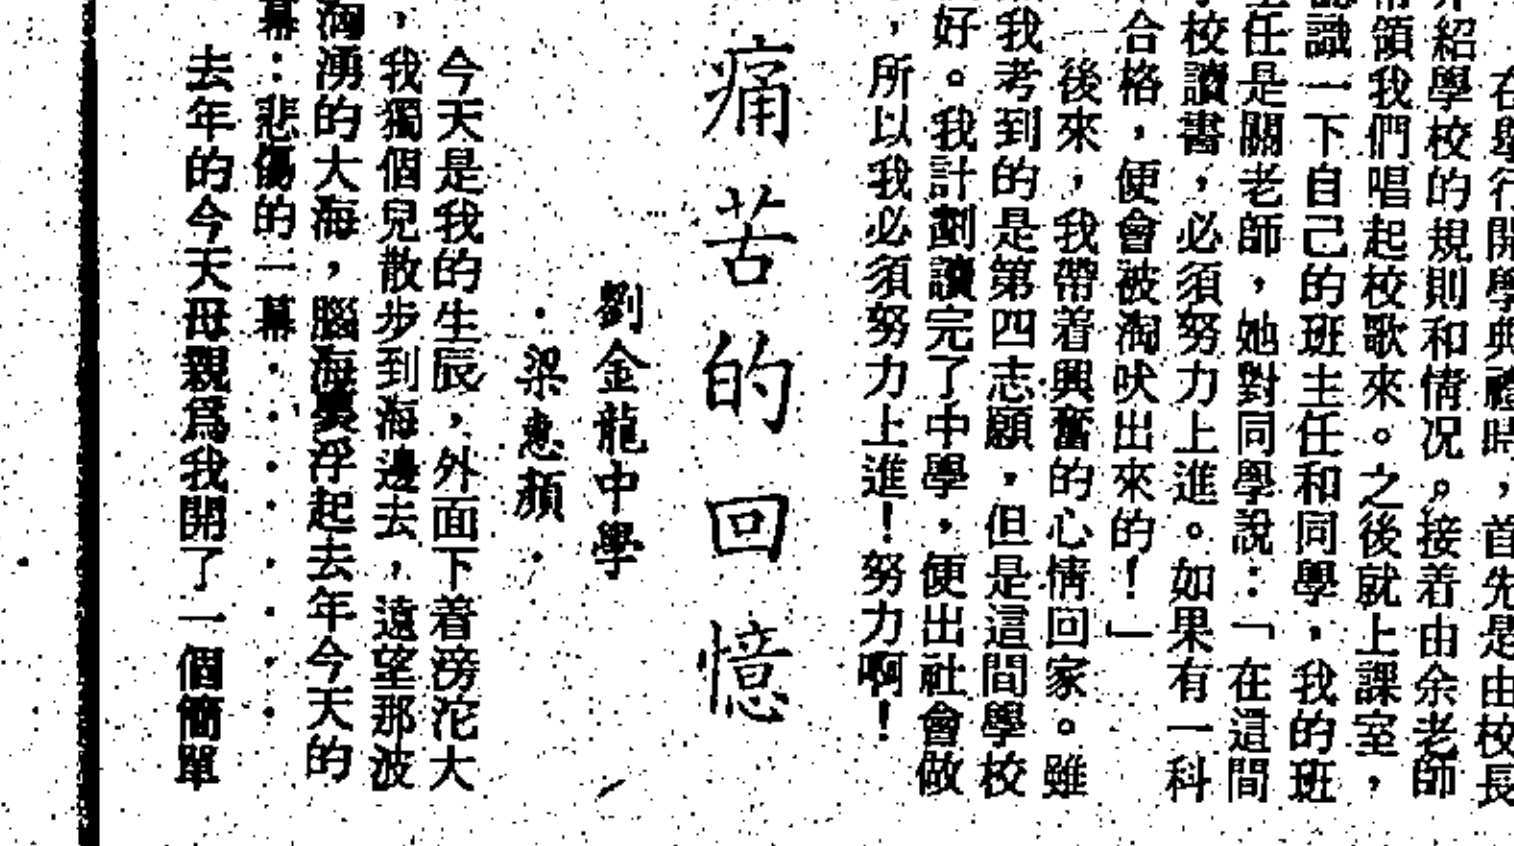 在舉行開學典禮時，首先是由校長
介紹學校的規則和情况。接着由余老師
帶領我們唱起校歌來。之後就上課室，
認識一下自己的班主任和同學，我的班
主任是關老師，她對同學說：「在這間
校讀書，必須努力上進。如果有一科
合格，便會被淘吠出來的！」
後來，我帶着興奮的心情回家。雖
我考到的是第四志願，但是這間學校
好。我計劃讀完了中學，便出社會做
，所以我必須努力上進！努力啊！
痛苦的回憶
劉金龍中學
·梁惠顏·
今天是我的生辰，外面下着滂沱大
，我獨個兒散步到海邊去，遠望那波
洶湧的大海，腦海裏浮起去年今天的
幕：悲傷的一幕········
去年的今天母親爲我開了一個簡單